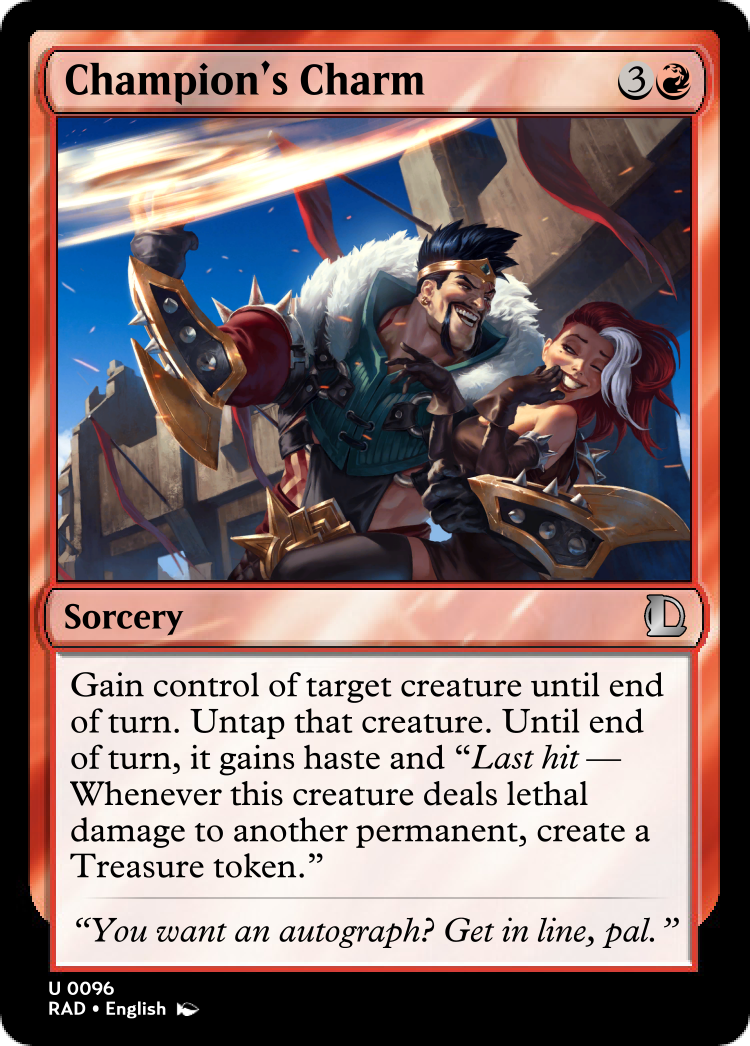 Champion's Charm 3
Sorcery
Gain control of target creature until end
of turn. Untap that creature. Until end
of turn, it gains haste and “Last hit —
Whenever this creature deals lethal
damage to another permanent, create a
Treasure token.”
“You want an autograph? Get in line, pal.”
U 0096
RAD • English